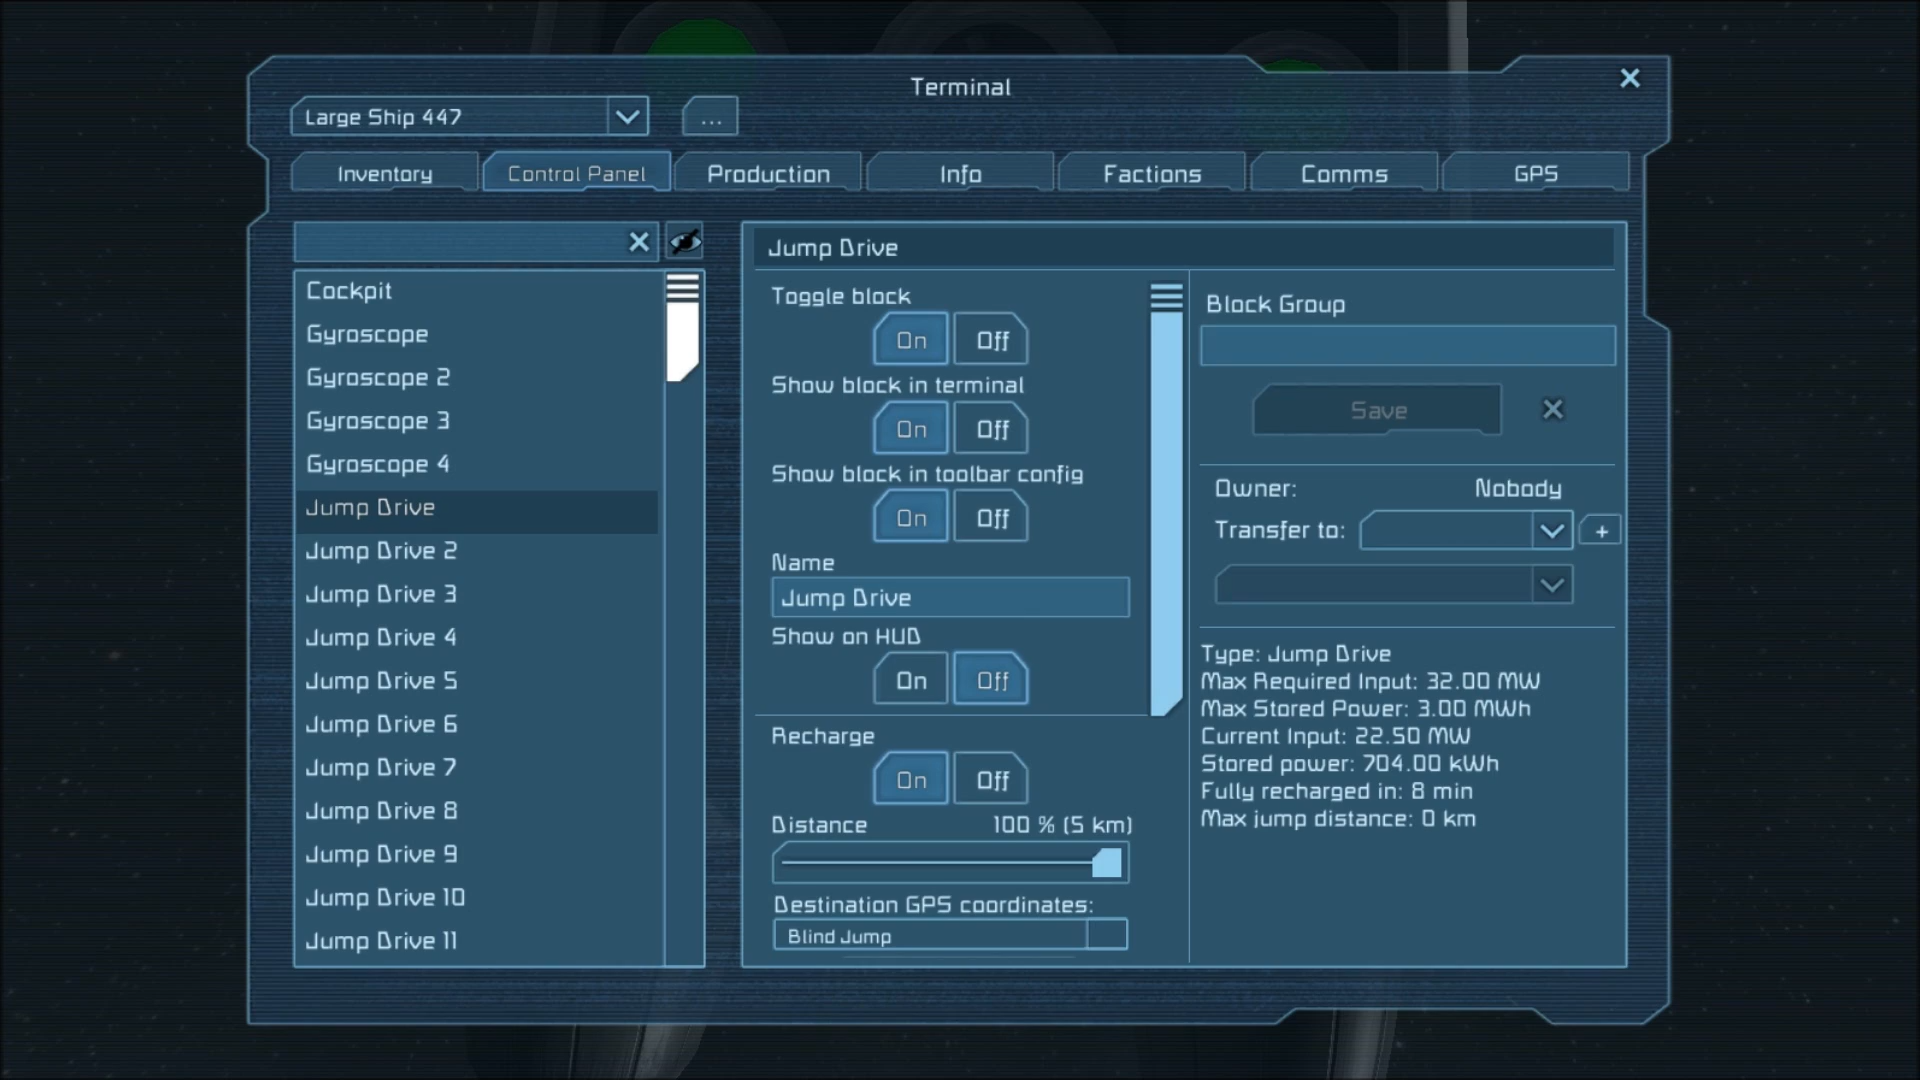 Terminal
Large Ship 447
...
Inventory
Control Panel
Production
Info
Factions
Comms
GPS
Cockpit
Gyroscope
Gyroscope 2
Gyroscope 3
Gyroscope 4
Jump Drive
Jump Drive 2
Jump Drive 3
Jump Drive 4
Jump Drive 5
Jump Drive 6
Jump Drive 7
Jump Drive 8
Jump Drive 9
Jump Drive 10
Jump Drive 11
Jump Drive
Toggle block
On Off
Show block in terminal
On Off
Show block in toolbar config
On Off
Name
Jump Drive
Show on HUD
On Off
Recharge
On Off
Distance 100 % (5 km)
Destination GPS coordinates:
Blind Jump
Block Group
Save
Owner: Nobody
Transfer to:
+
Type: Jump Drive
Max Required Input: 32.00 MW
Max Stored Power: 3.00 MWh
Current Input: 22.50 MW
Stored power: 704.00 kWh
Fully recharged in: 8 min
Max jump distance: 0 km